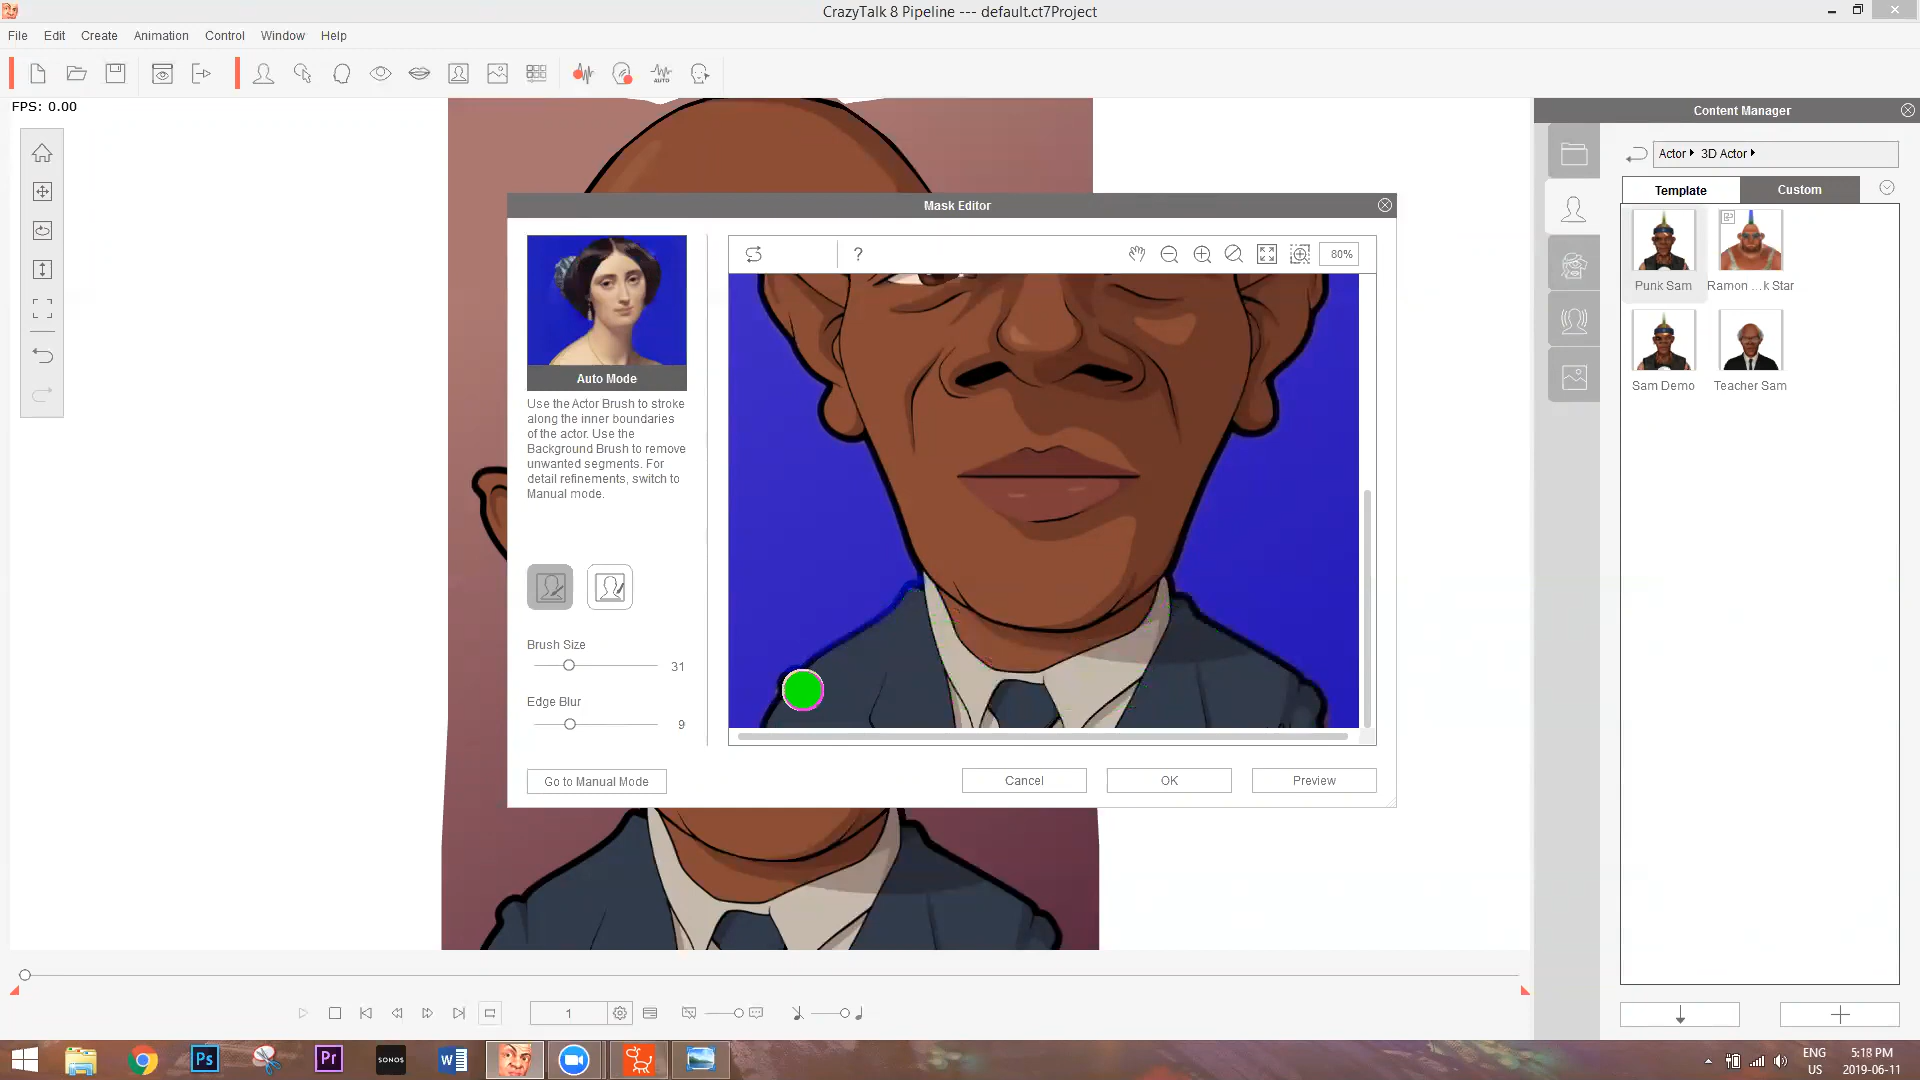 CrazyTalk 8 Pipeline --- default.ct7Project
File Edit Create Animation Control Window Help
AUTO
FPS: 0.00
Content Manager
Actor 3D Actor
Template Custom
Punk Sam Ramon ...k Star
Sam Demo Teacher Sam
Mask Editor
? 80%
Auto Mode
Use the Actor Brush to stroke
along the inner boundaries
of the actor. Use the
Background Brush to remove
unwanted segments. For
detail refinements, switch to
Manual mode.
Brush Size
31
Edge Blur
9
Go to Manual Mode Cancel OK Preview
1
Ps Pr SONOS W
ENG
US
5:18 PM
2019-06-11